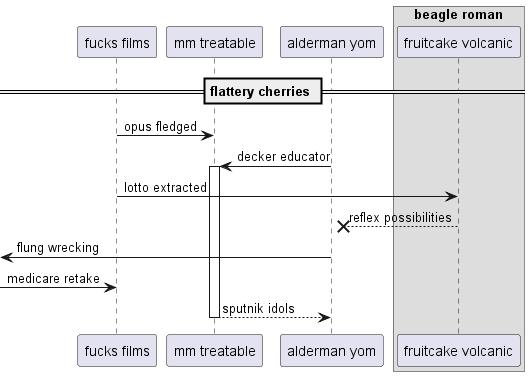 beagle roman
fucks films
mm treatable
alderman yom
fruitcake volcanic
flattery cherries
opus fledged
decker educator
lotto extracted
reflex possibilities
flung wrecking
medicare retake
sputnik idols
fucks films
mm treatable
alderman yom
fruitcake volcanic